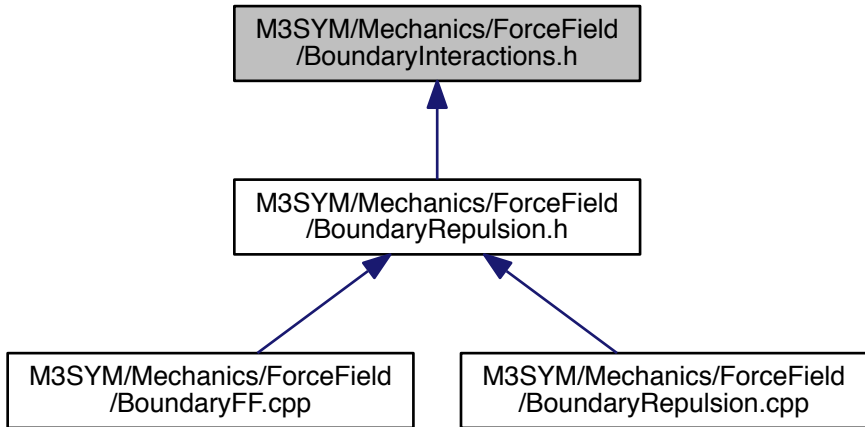 M3SYM/Mechanics/ForceField
/BoundaryInteractions.h
M3SYM/Mechanics/ForceField
/BoundaryRepulsion.h
M3SYM/Mechanics/ForceField
/BoundaryFF.cpp
M3SYM/Mechanics/ForceField
/BoundaryRepulsion.cpp